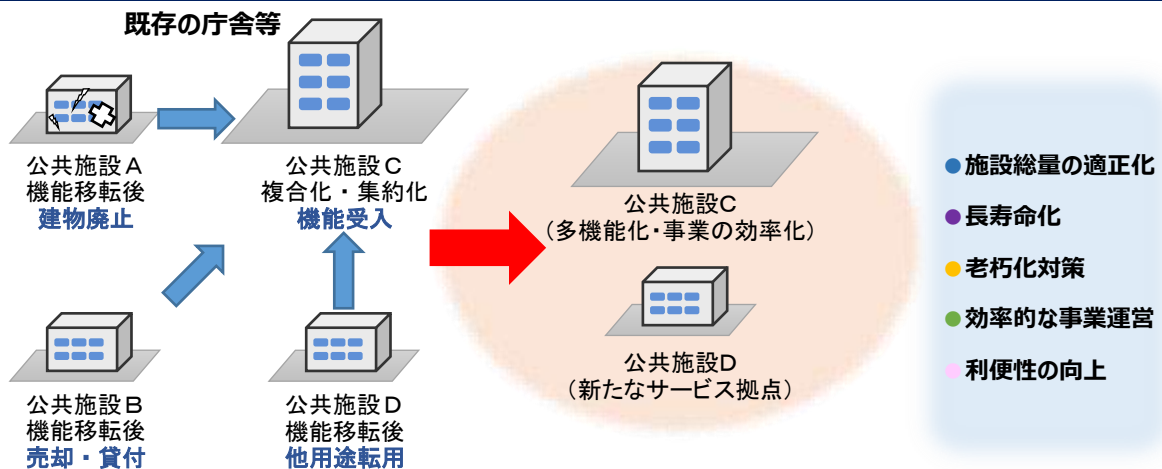 既存の庁舎等
公共施設A
機能移転後
建物廃止
公共施設C
複合化・集約化
機能受入
公共施設B
機能移転後
売却・貸付
公共施設D
機能移転後
他用途転用
公共施設C
（多機能化・事業の効率化）
公共施設D
（新たなサービス拠点）
●施設総量の適正化
●長寿命化
●老朽化対策
●効率的な事業運営
●利便性の向上